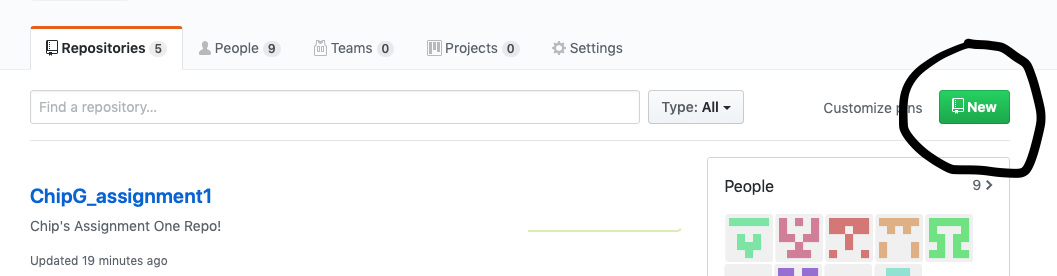 Repositories 5 People 9 Teams 0 Projects 0 Settings
Find a repository... Type: All Customize pins New
ChipG_assignment1
Chip's Assignment One Repo!
Updated 19 minutes ago
People 9